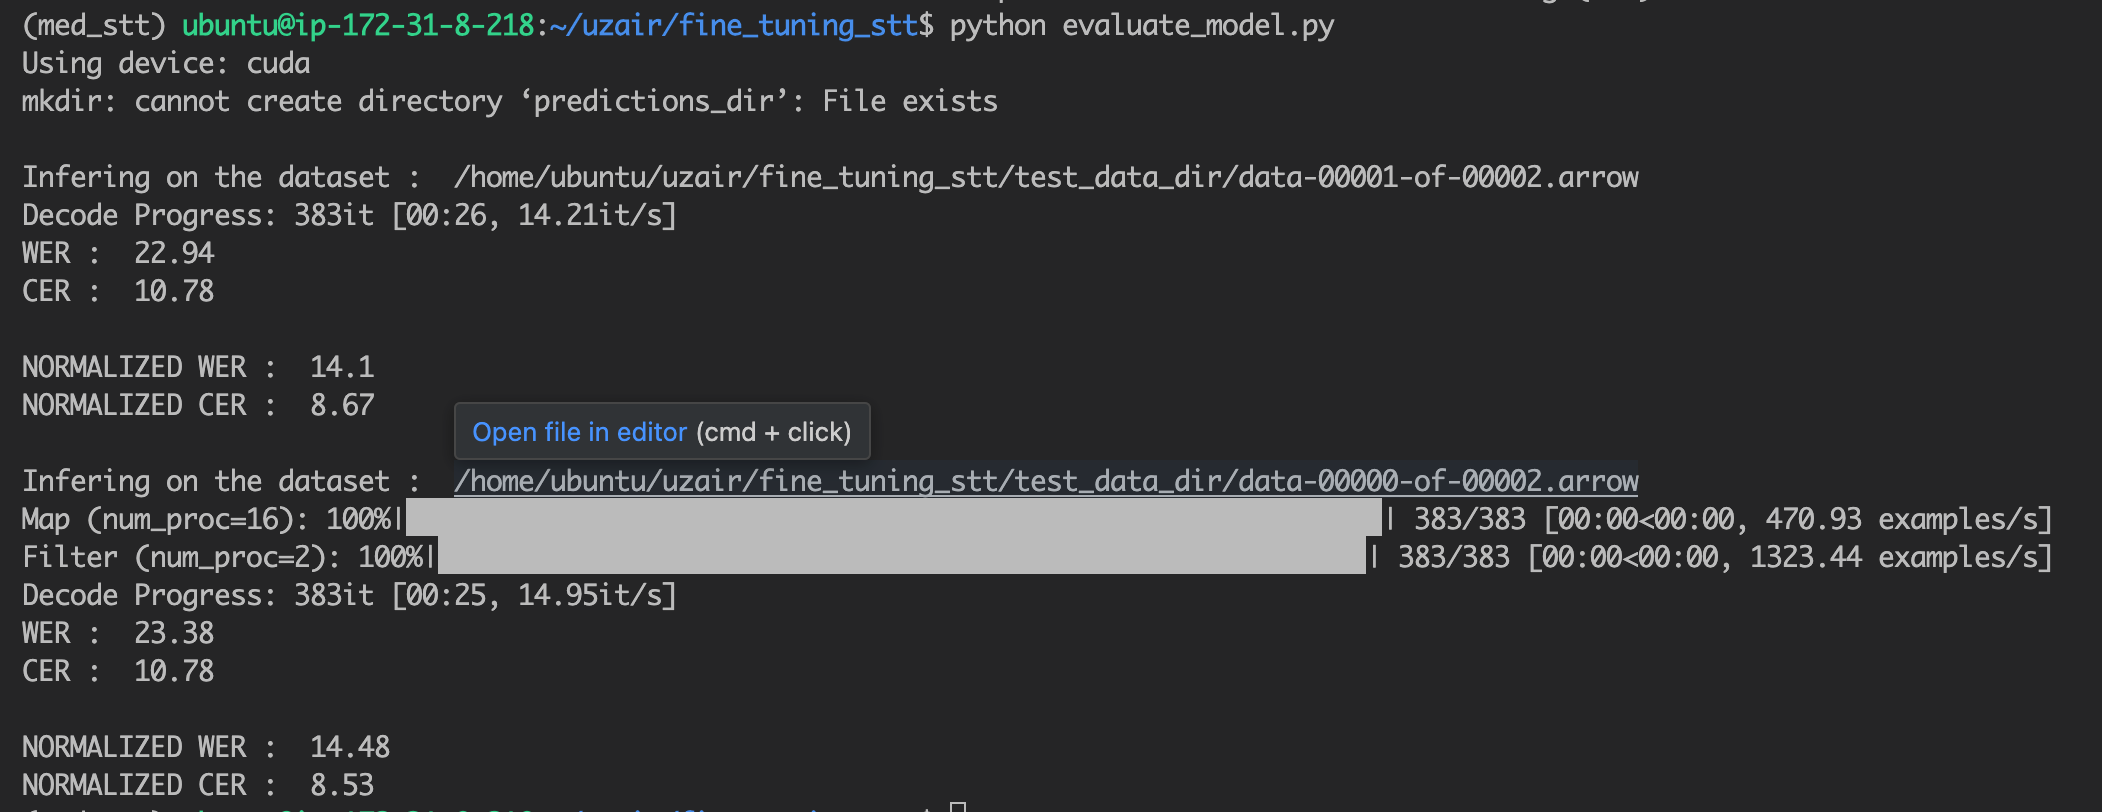 (med_stt) ubuntu@ip-172-31-8-218:~/uzair/fine_tuning_stt$ python evaluate_model.py
Using device: cuda
mkdir: cannot create directory ‘predictions_dir’: File exists
Infering on the dataset :  /home/ubuntu/uzair/fine_tuning_stt/test_data_dir/data-00001-of-00002.arrow
Decode Progress: 383it [00:26, 14.21it/s]
WER :  22.94
CER :  10.78
NORMALIZED WER :  14.1
NORMALIZED CER :  8.67
Open file in editor (cmd + click)
Infering on the dataset :  /home/ubuntu/uzair/fine_tuning_stt/test_data_dir/data-00000-of-00002.arrow
Map (num_proc=16): 100%| | 383/383 [00:00<00:00, 470.93 examples/s]
Filter (num_proc=2): 100%| | 383/383 [00:00<00:00, 1323.44 examples/s]
Decode Progress: 383it [00:25, 14.95it/s]
WER :  23.38
CER :  10.78
NORMALIZED WER :  14.48
NORMALIZED CER :  8.53